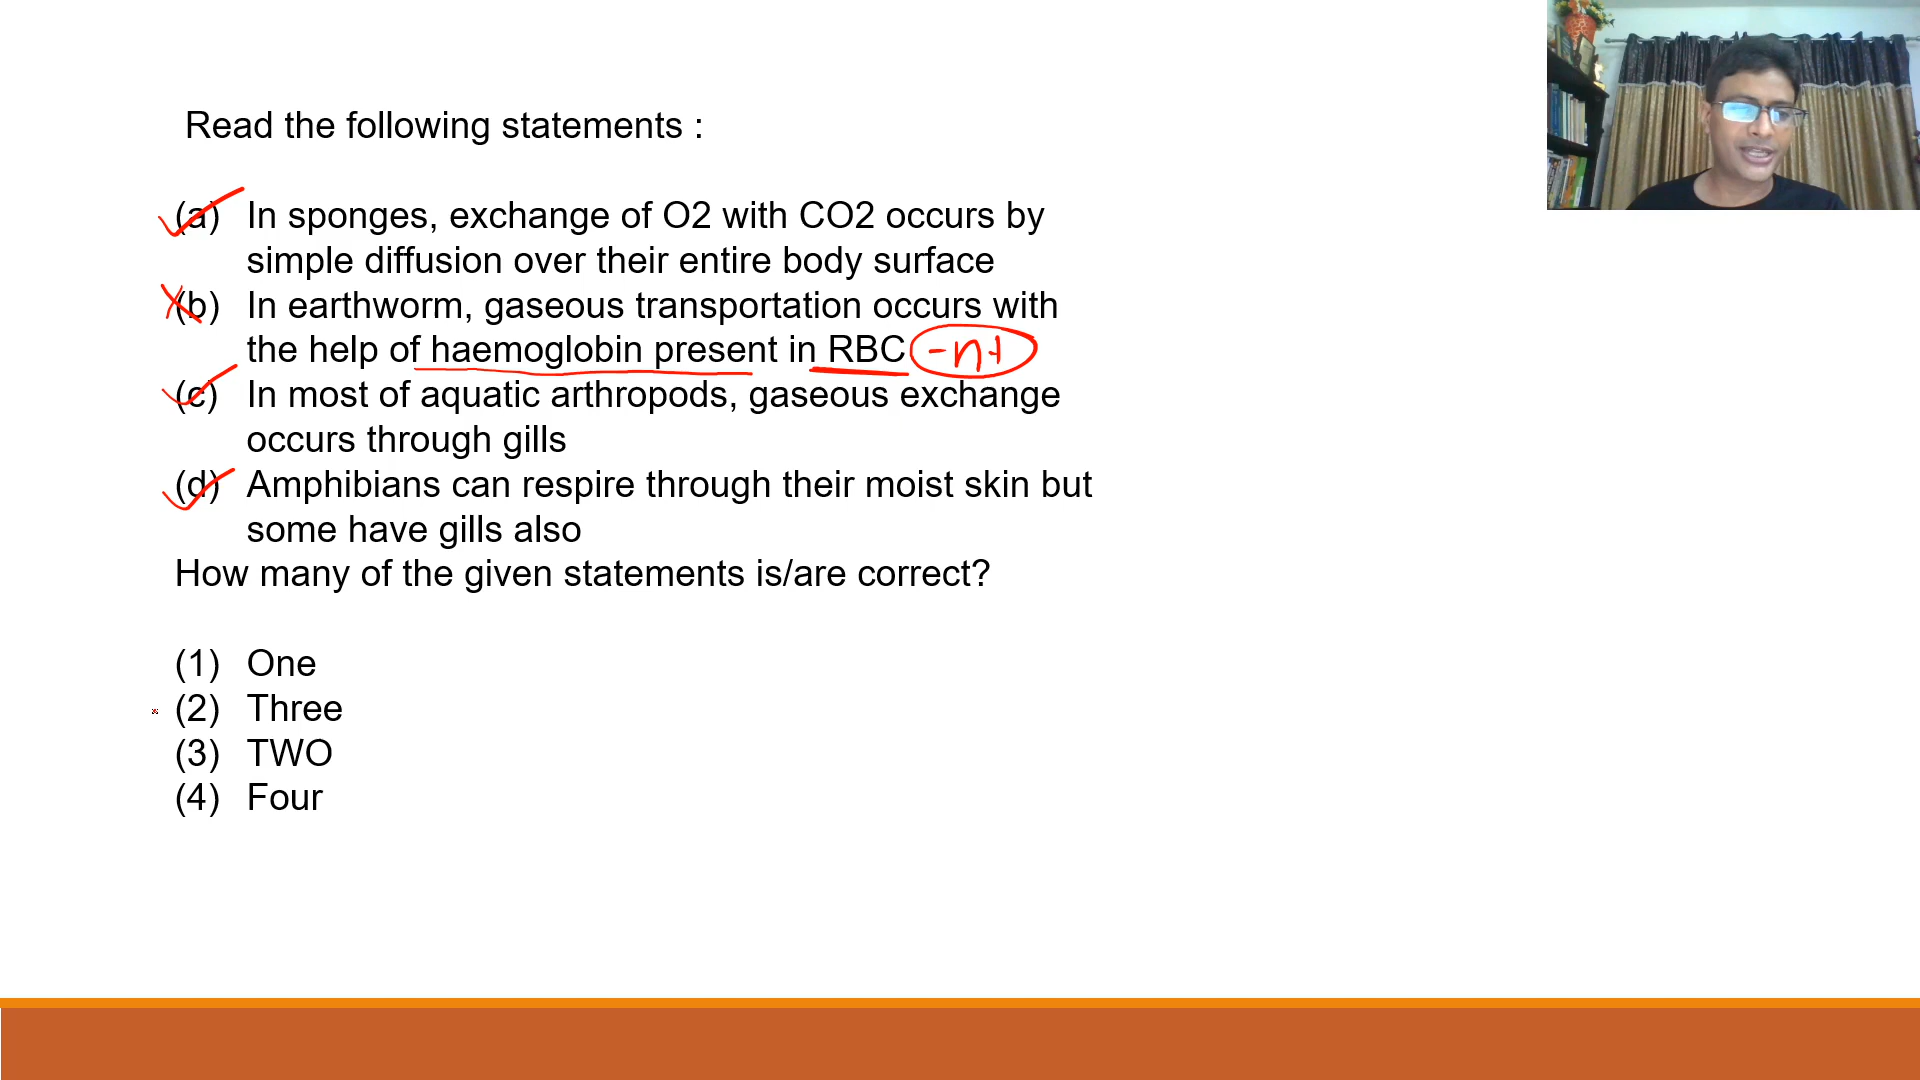 Read the following statements :
(a) In sponges, exchange of O2 with CO2 occurs by
simple diffusion over their entire body surface
(b) In earthworm, gaseous transportation occurs with
the help of haemoglobin present in RBC
(c) In most of aquatic arthropods, gaseous exchange
occurs through gills
(d) Amphibians can respire through their moist skin but
some have gills also
How many of the given statements is/are correct?
(1) One
(2) Three
(3) TWO
(4) Four